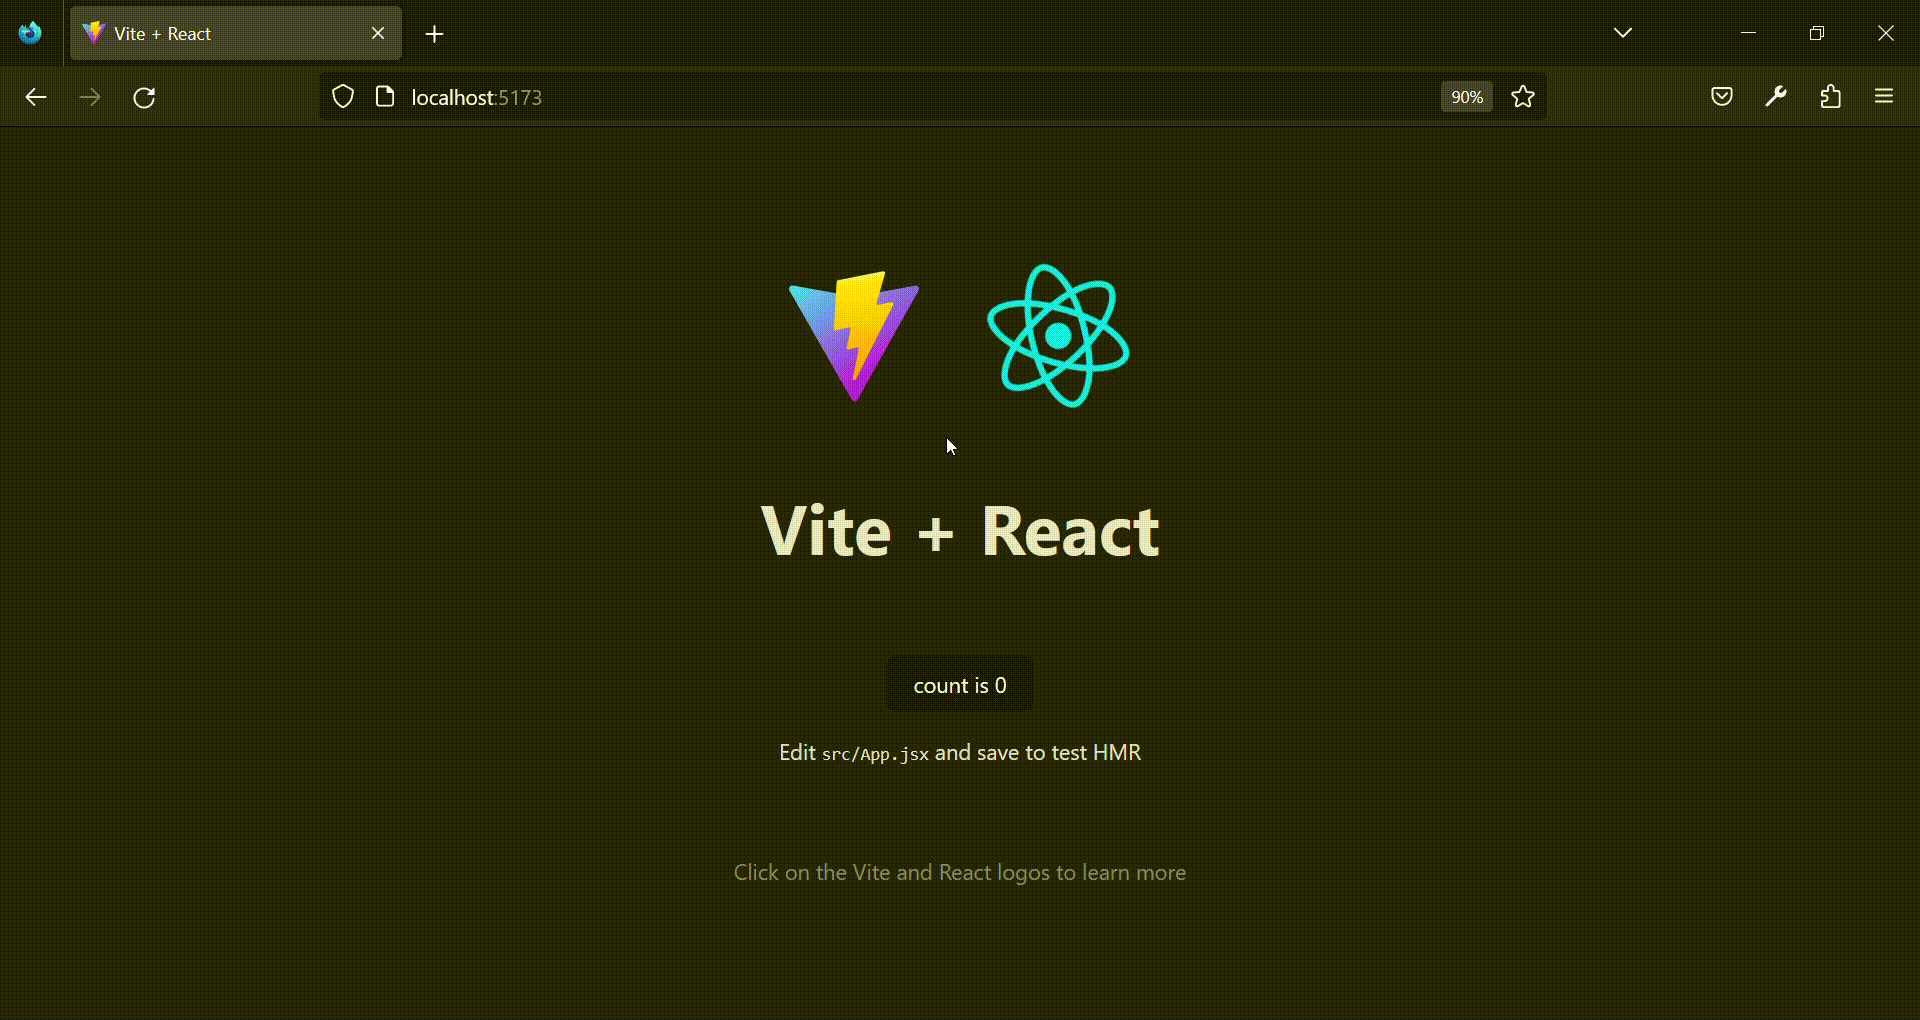 Vite + React
localhost:5173
90%
Vite + React
count is 0
Edit src/App.jsx and save to test HMR
Click on the Vite and React logos to learn more